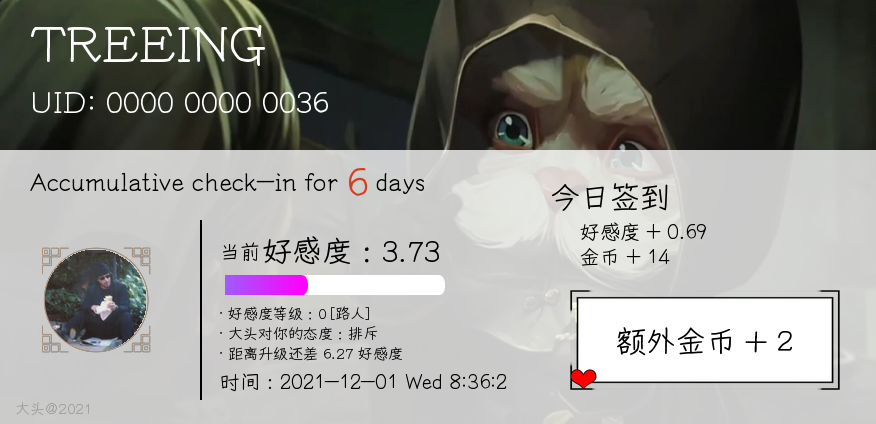 TREEING
UID: 0000 0000 0036
Accumulative check-in for 6 days
今日签到
好感度 + 0.69
金币 + 14
当前好感度：3.73
· 好感度等级：0 [路人]
· 大头对你的态度：排斥
· 距离升级还差 6.27 好感度
时间：2021-12-01 Wed 8:36:2
额外金币 + 2
大头@2021